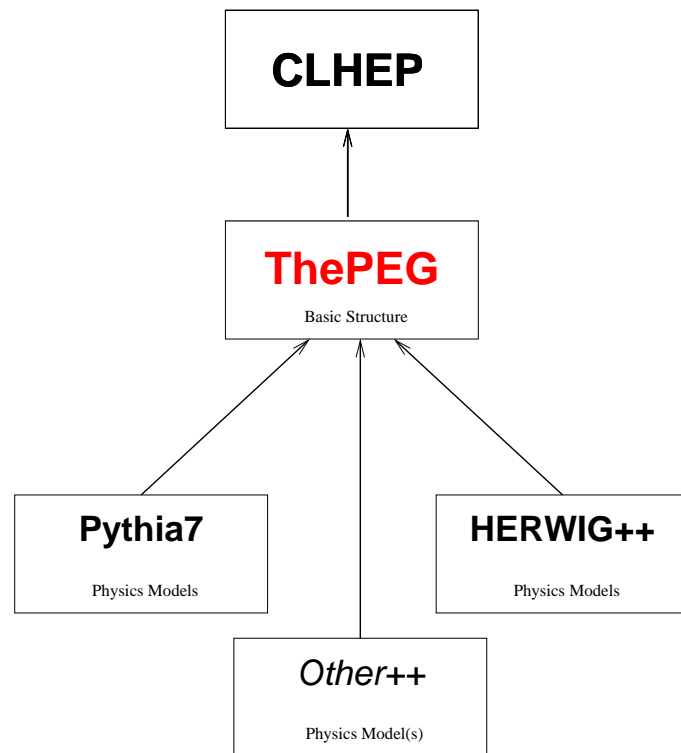 CLHEP
ThePEG
Basic Structure
Pythia7
Physics Models
HERWIG++
Physics Models
Other++
Physics Model(s)